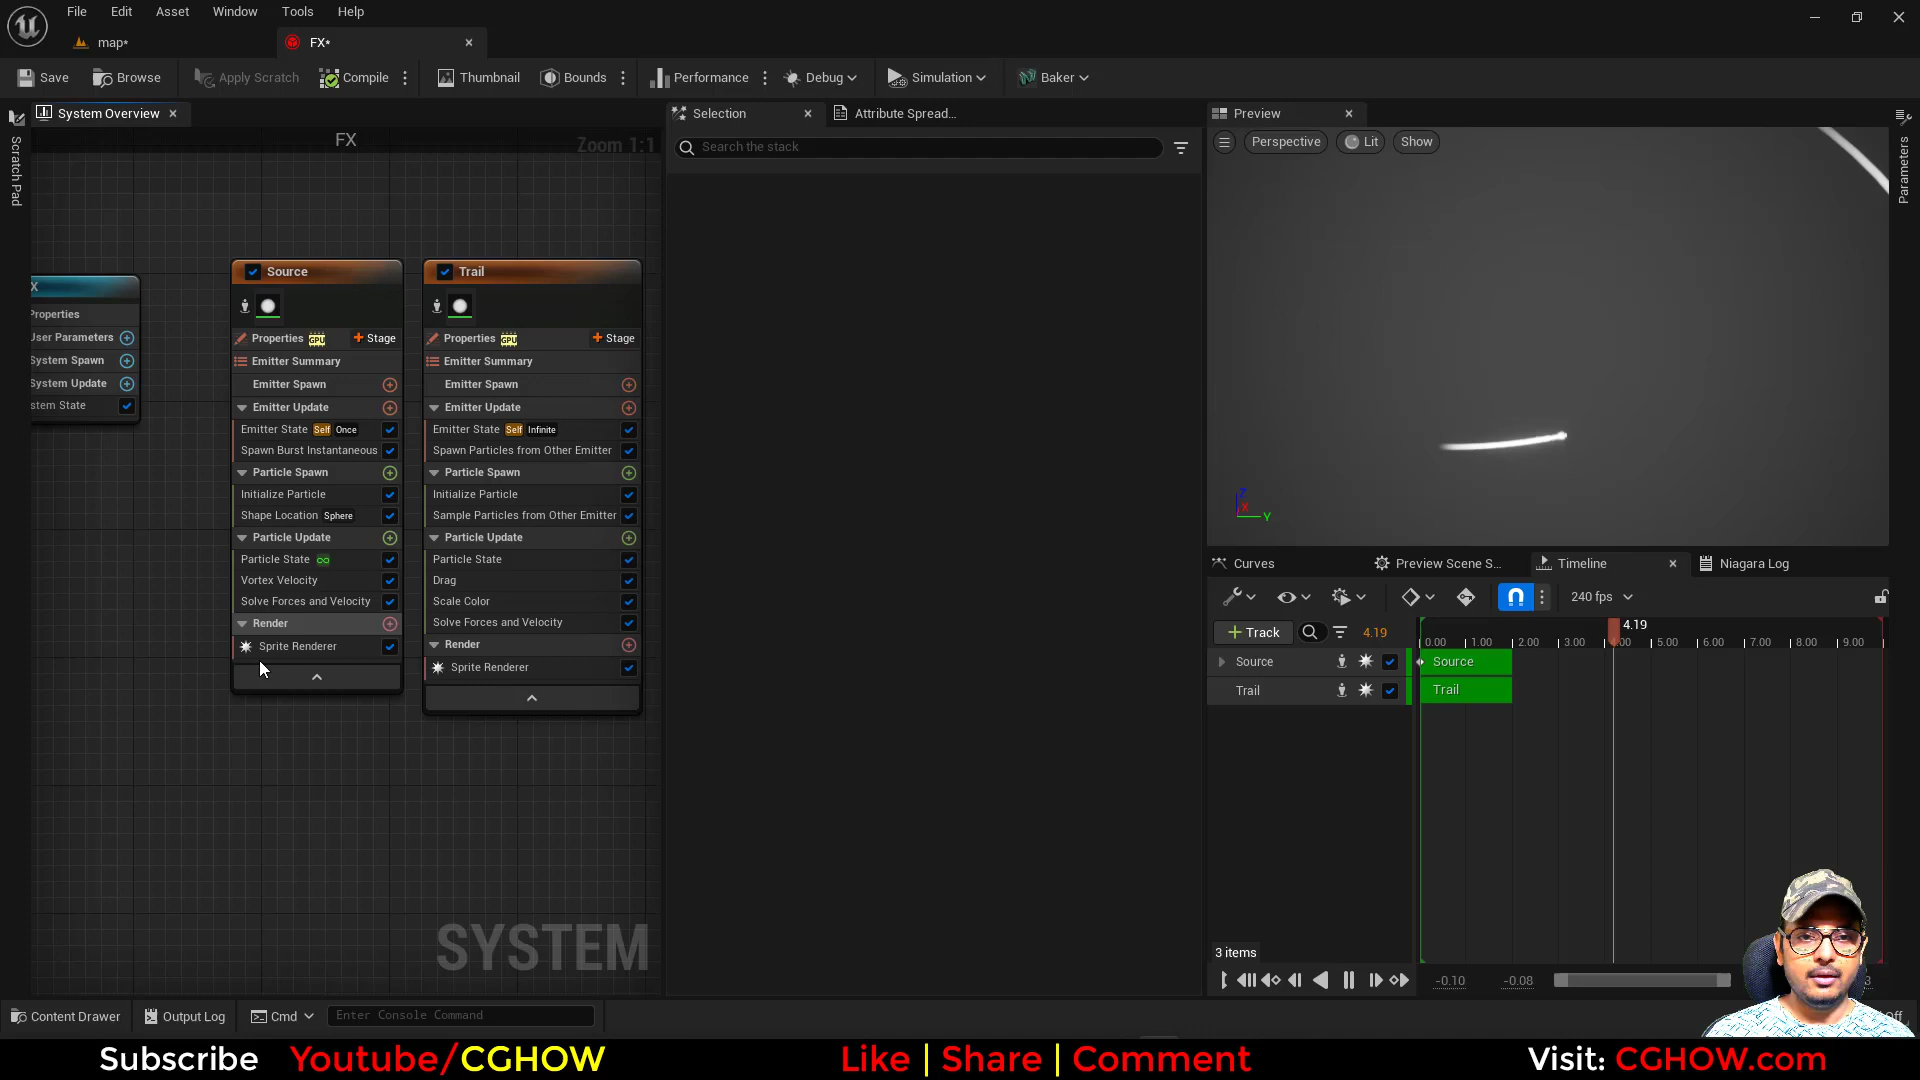 File Edit Asset Window Tools Help
map*
FX*
Save Browse Apply Scratch Compile Thumbnail Bounds Performance Debug Simulation Baker
System Overview
Selection
Attribute Spread...
Preview
Scratch Pad
Parameters
FX
Zoom 1:1
Search the stack
Perspective Lit Show
X
Properties
User Parameters
System Spawn
System Update
stem State
Source
Properties GPU + Stage
Emitter Summary
Emitter Spawn
Emitter Update
Emitter State Self Once
Spawn Burst Instantaneous
Particle Spawn
Initialize Particle
Shape Location Sphere
Particle Update
Particle State
Vortex Velocity
Solve Forces and Velocity
Render
Sprite Renderer
Trail
Properties GPU + Stage
Emitter Summary
Emitter Spawn
Emitter Update
Emitter State Self Infinite
Spawn Particles from Other Emitter
Particle Spawn
Initialize Particle
Sample Particles from Other Emitter
Particle Update
Particle State
Drag
Scale Color
Solve Forces and Velocity
Render
Sprite Renderer
SYSTEM
Z
X
Y
Curves
Preview Scene S...
Timeline
Niagara Log
240 fps
+ Track 4.19
4.19
0.00 1.00 2.00 3.00 5.00 6.00 7.00 8.00 9.00
Source Source
Trail Trail
3 items
-0.10 -0.08
Content Drawer Output Log Cmd Enter Console Command
Subscribe Youtube/CGHOW Like | Share | Comment Visit: CGHOW.com